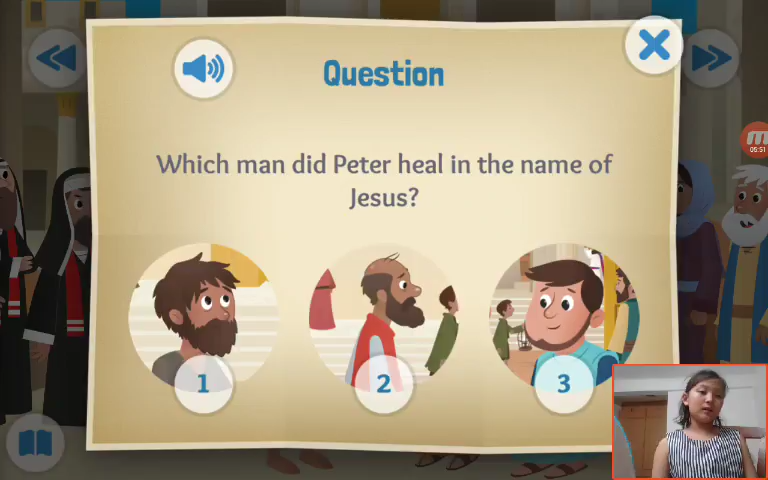 Question
05:51
Which man did Peter heal in the name of
Jesus?
1
2
3